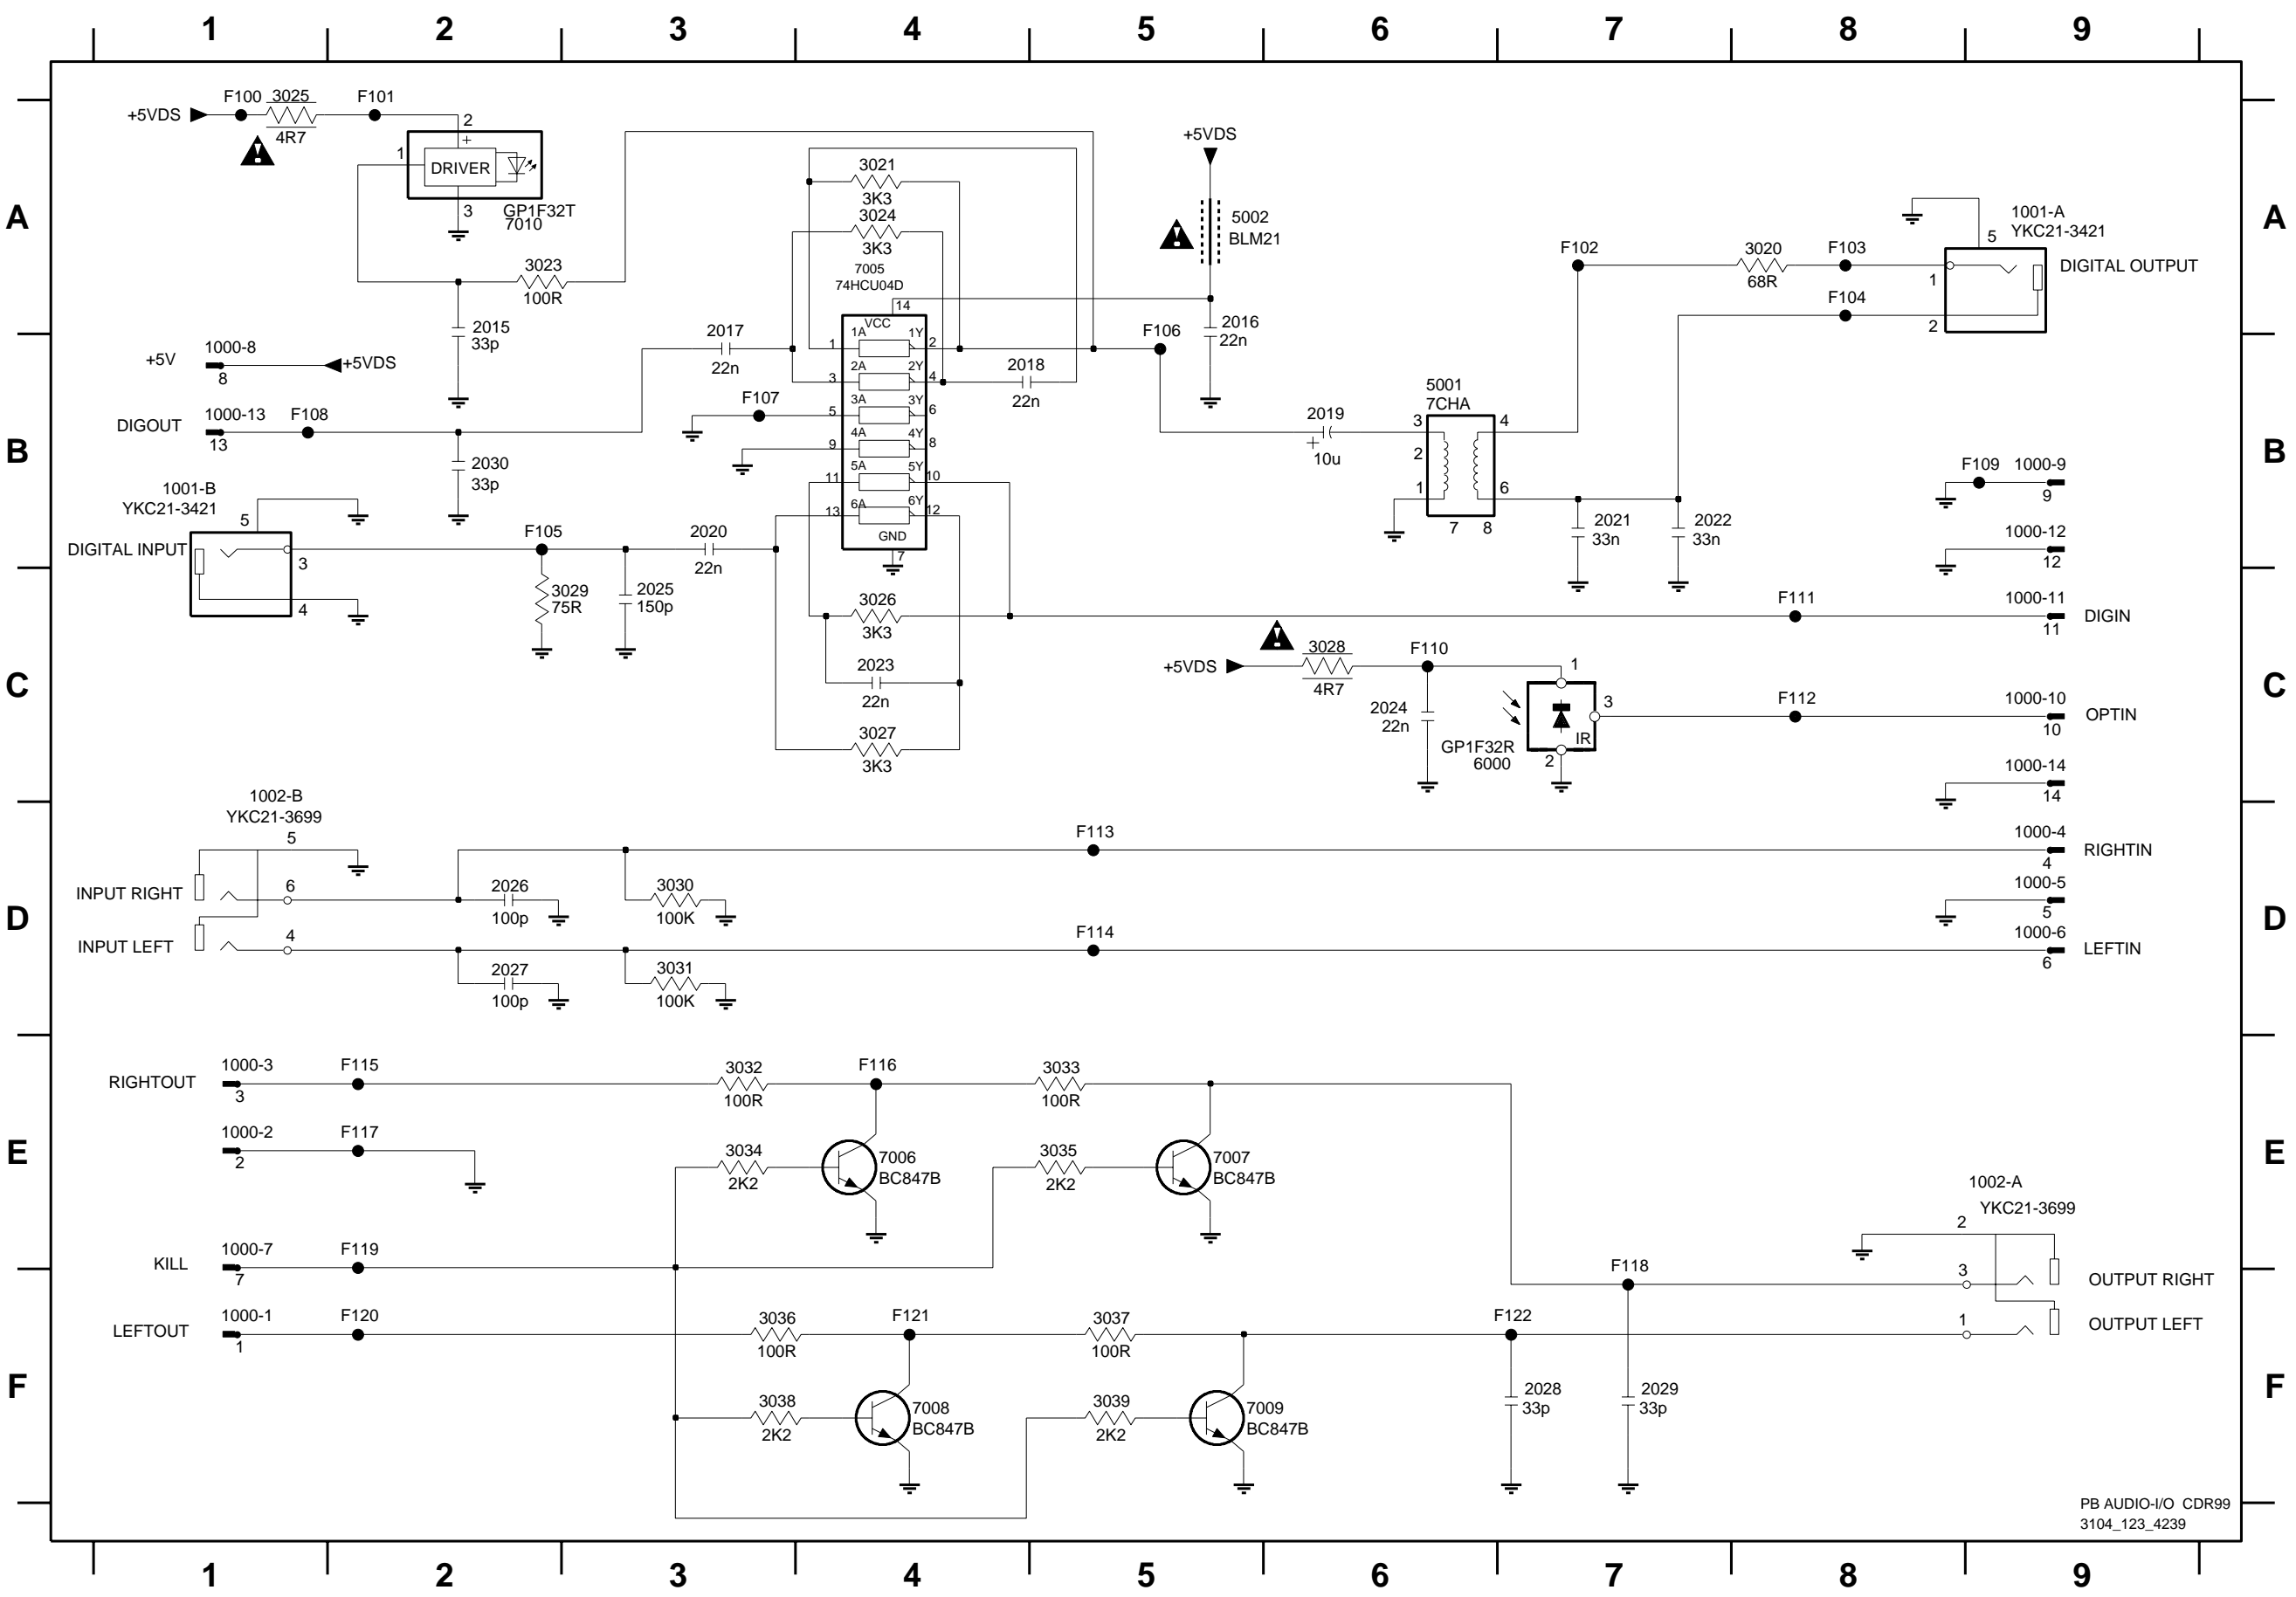 1 2 3 4 5 6 7 8 9
F100 3025 F101
+5VDS
4R7
2
+
1
DRIVER
3
GP1F32T
7010
A
A
+5VDS
3021
3K3
3024
3K3
5002
BLM21
1001-A
YKC21-3421
5
DIGITAL OUTPUT
1
2
F102
3020
68R
F103
F104
3023
100R
7005
74HCU04D
14
VCC
2015
33p
2017
22n
1A 1Y
1 2
2A 2Y
3 4
3A 3Y
5 6
4A 4Y
9 8
5A 5Y
11 10
6A 6Y
13 12
GND
7
F106
2016
22n
2018
22n
+5V
1000-8
8
+5VDS
F107
5001
7CHA
DIGOUT
1000-13
13
F108
B
B
2019
+
10u
3 4
2
1 6
7 8
2030
33p
F109 1000-9
9
1001-B
YKC21-3421
5
DIGITAL INPUT
3
4
F105
2020
22n
2021
33n
2022
33n
1000-12
12
3029
75R
2025
150p
3026
3K3
F111
1000-11
11
DIGIN
2023
22n
+5VDS
3028
4R7
F110
1
C
C
2024
22n
3
F112
1000-10
10
OPTIN
3027
3K3
GP1F32R
6000
IR
2
1000-14
14
1002-B
YKC21-3699
5
F113
1000-4
4
RIGHTIN
INPUT RIGHT
6
2026
100p
3030
100K
1000-5
5
D
D
INPUT LEFT
4
F114
1000-6
6
LEFTIN
2027
100p
3031
100K
RIGHTOUT
1000-3
3
F115
3032
100R
F116
3033
100R
1000-2
2
F117
E
E
3034
2K2
7006
BC847B
3035
2K2
7007
BC847B
1002-A
YKC21-3699
2
KILL
1000-7
7
F119
F118
3
OUTPUT RIGHT
LEFTOUT
1000-1
1
F120
3036
100R
F121
3037
100R
F122
1
OUTPUT LEFT
F
F
3038
2K2
7008
BC847B
3039
2K2
7009
BC847B
2028
33p
2029
33p
PB AUDIO-I/O CDR99
3104_123_4239
1 2 3 4 5 6 7 8 9